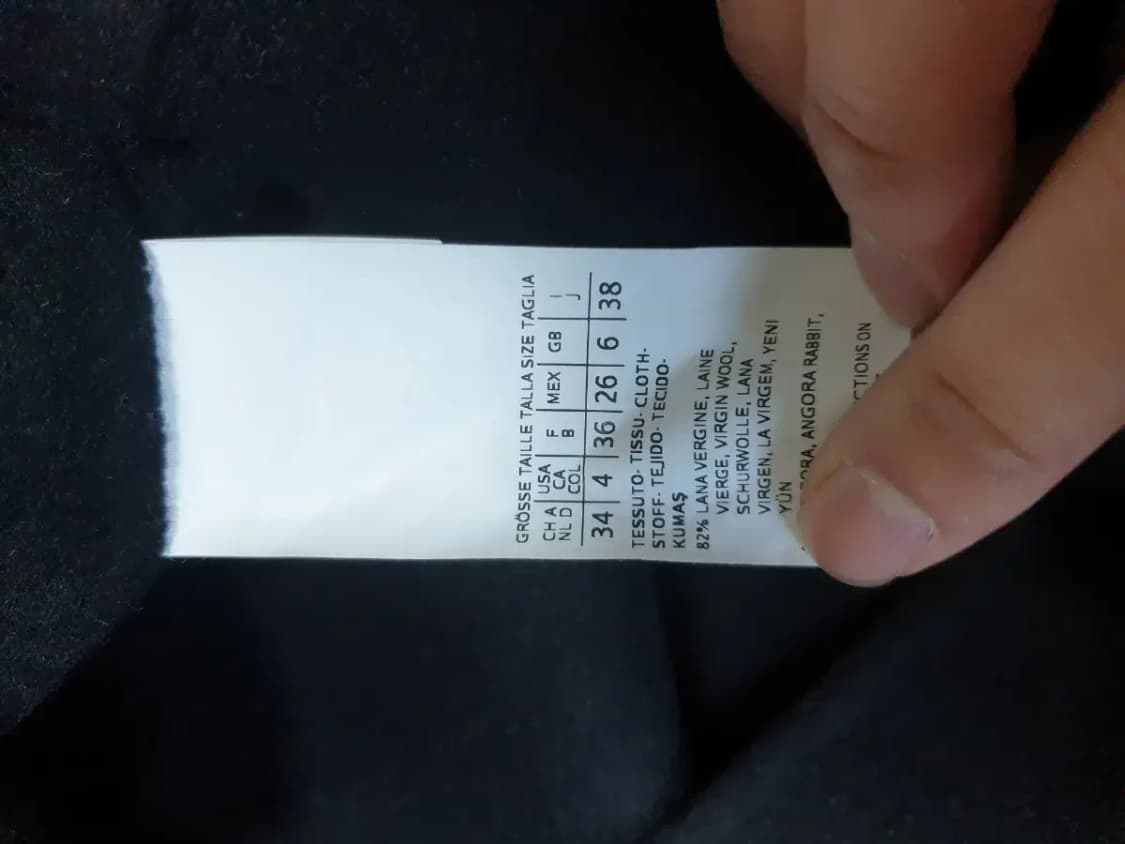 GRÖSSE TAILLE TALLA SIZE TAGLIA
CH A | USA | F | MEX | GB | I
NL D | CA | B | J
COL
34 | 4 | 36 | 26 | 6 | 38
TESSUTO- TISSU- CLOTH-
STOFF- TEJIDO- TECIDO-
KUMAŞ
82% LANA VERGINE, LAINE
VIERGE, VIRGIN WOOL,
SCHURWOLLE, LANA
VIRGEN, LA VIRGEM, YENI
YÜN
ANGORA RABBIT,
ON